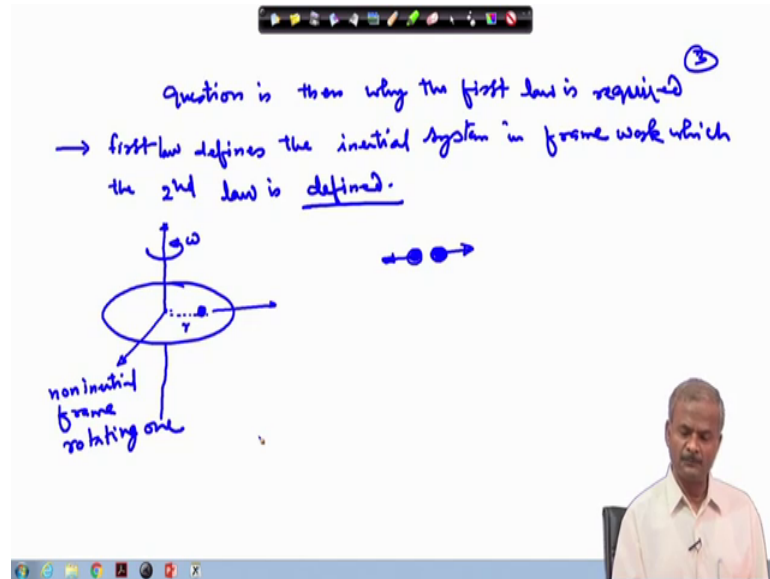 3
Question is then why the first law is required
→ first law defines the inertial system in frame work which
the 2nd law is defined.
ω
r
non inertial
frame
rotating one